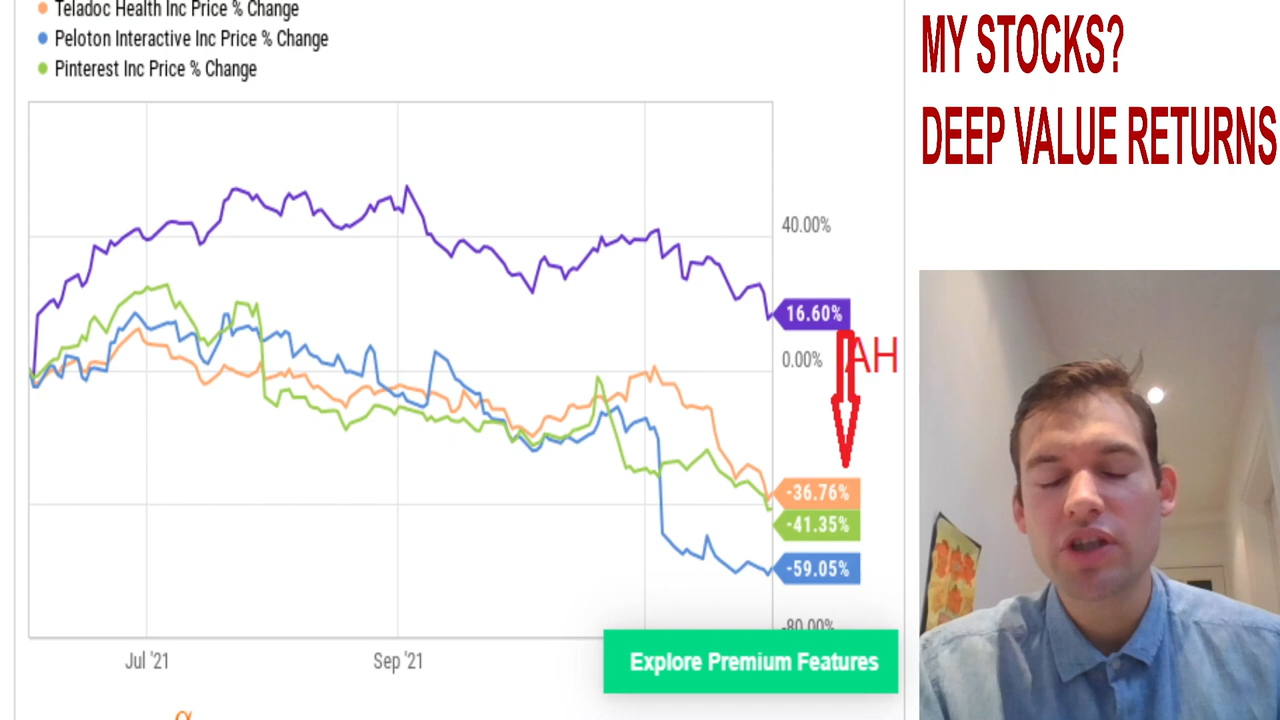 Teladoc Health Inc Price % Change
Peloton Interactive Inc Price % Change
Pinterest Inc Price % Change
MY STOCKS?
DEEP VALUE RETURNS
40.00%
16.60%
0.00%
AH
-36.76%
-41.35%
-59.05%
-80.00%
Jul '21
Sep '21
Explore Premium Features
α